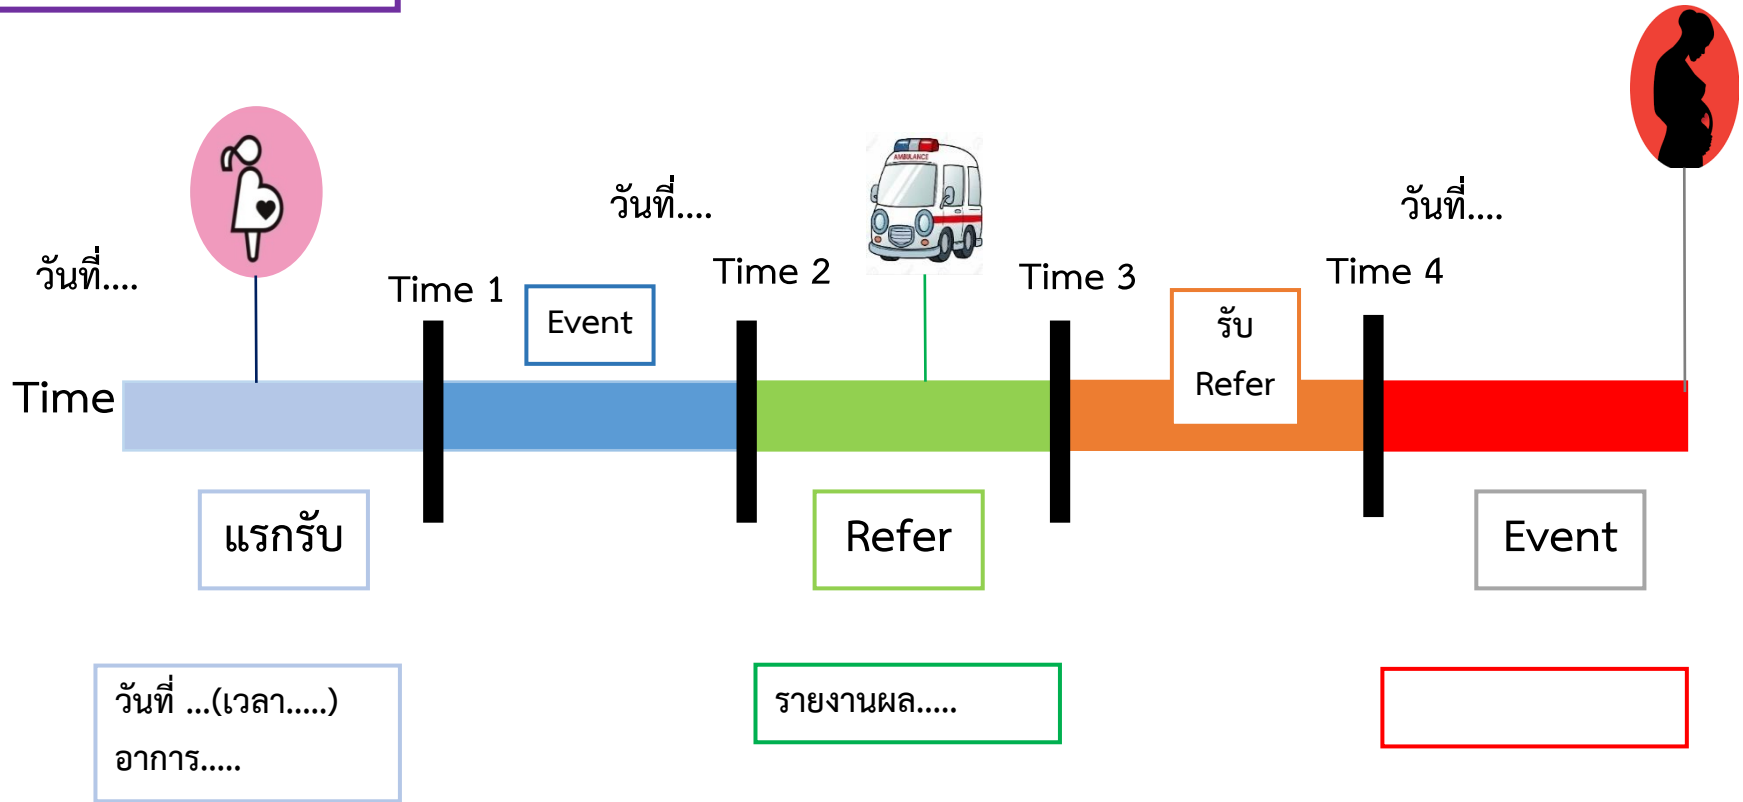 วันที่....
วันที่....
วันที่....
AMBULANCE
Time 1
Time 2
Time 3
Time 4
Event
รับ
Refer
Time
แรกรับ
Refer
Event
วันที่ ...(เวลา.....)
อาการ.....
รายงานผล.....